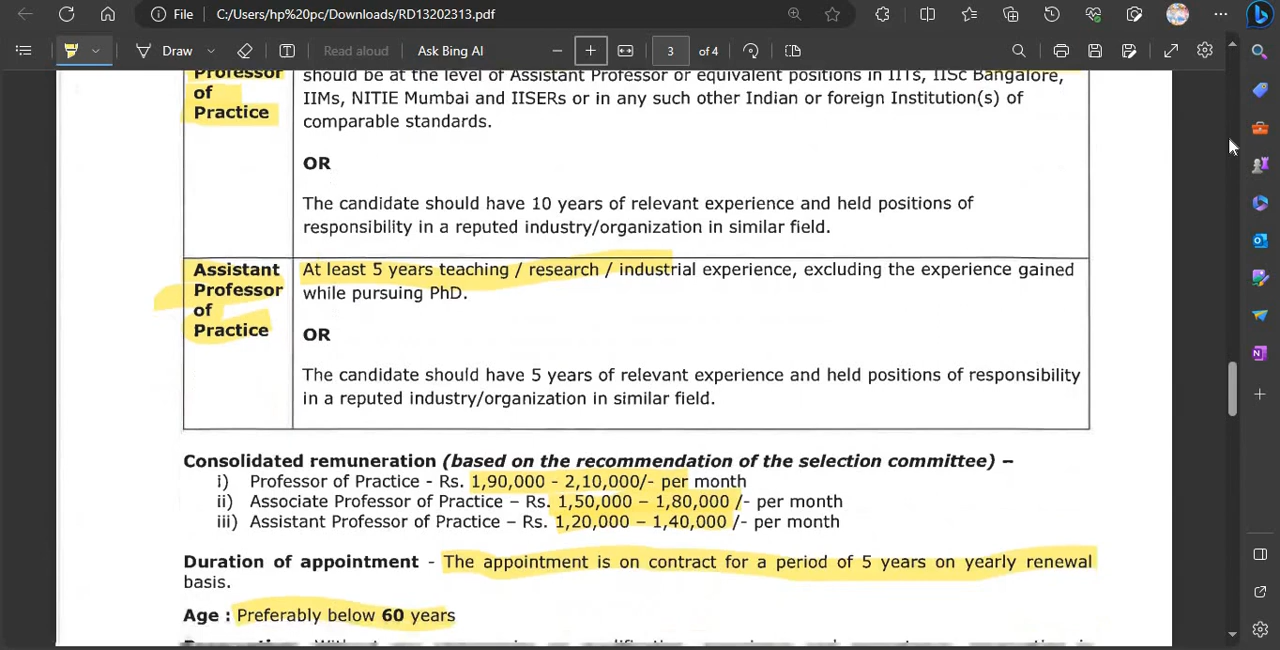 File
C:/Users/hp%20pc/Downloads/RD13202313.pdf
Draw
Read aloud
Ask Bing AI
3
of 4
Professor
of
Practice
should be at the level of Assistant Professor or equivalent positions in IITs, IISc Bangalore,
IIMs, NITIE Mumbai and IISERs or in any such other Indian or foreign Institution(s) of
comparable standards.
OR
The candidate should have 10 years of relevant experience and held positions of
responsibility in a reputed industry/organization in similar field.
Assistant
Professor
of
Practice
At least 5 years teaching / research / industrial experience, excluding the experience gained
while pursuing PhD.
OR
The candidate should have 5 years of relevant experience and held positions of responsibility
in a reputed industry/organization in similar field.
Consolidated remuneration (based on the recommendation of the selection committee) –
i) Professor of Practice - Rs. 1,90,000 - 2,10,000/- per month
ii) Associate Professor of Practice – Rs. 1,50,000 – 1,80,000 /- per month
iii) Assistant Professor of Practice – Rs. 1,20,000 – 1,40,000 /- per month
Duration of appointment - The appointment is on contract for a period of 5 years on yearly renewal
basis.
Age : Preferably below 60 years